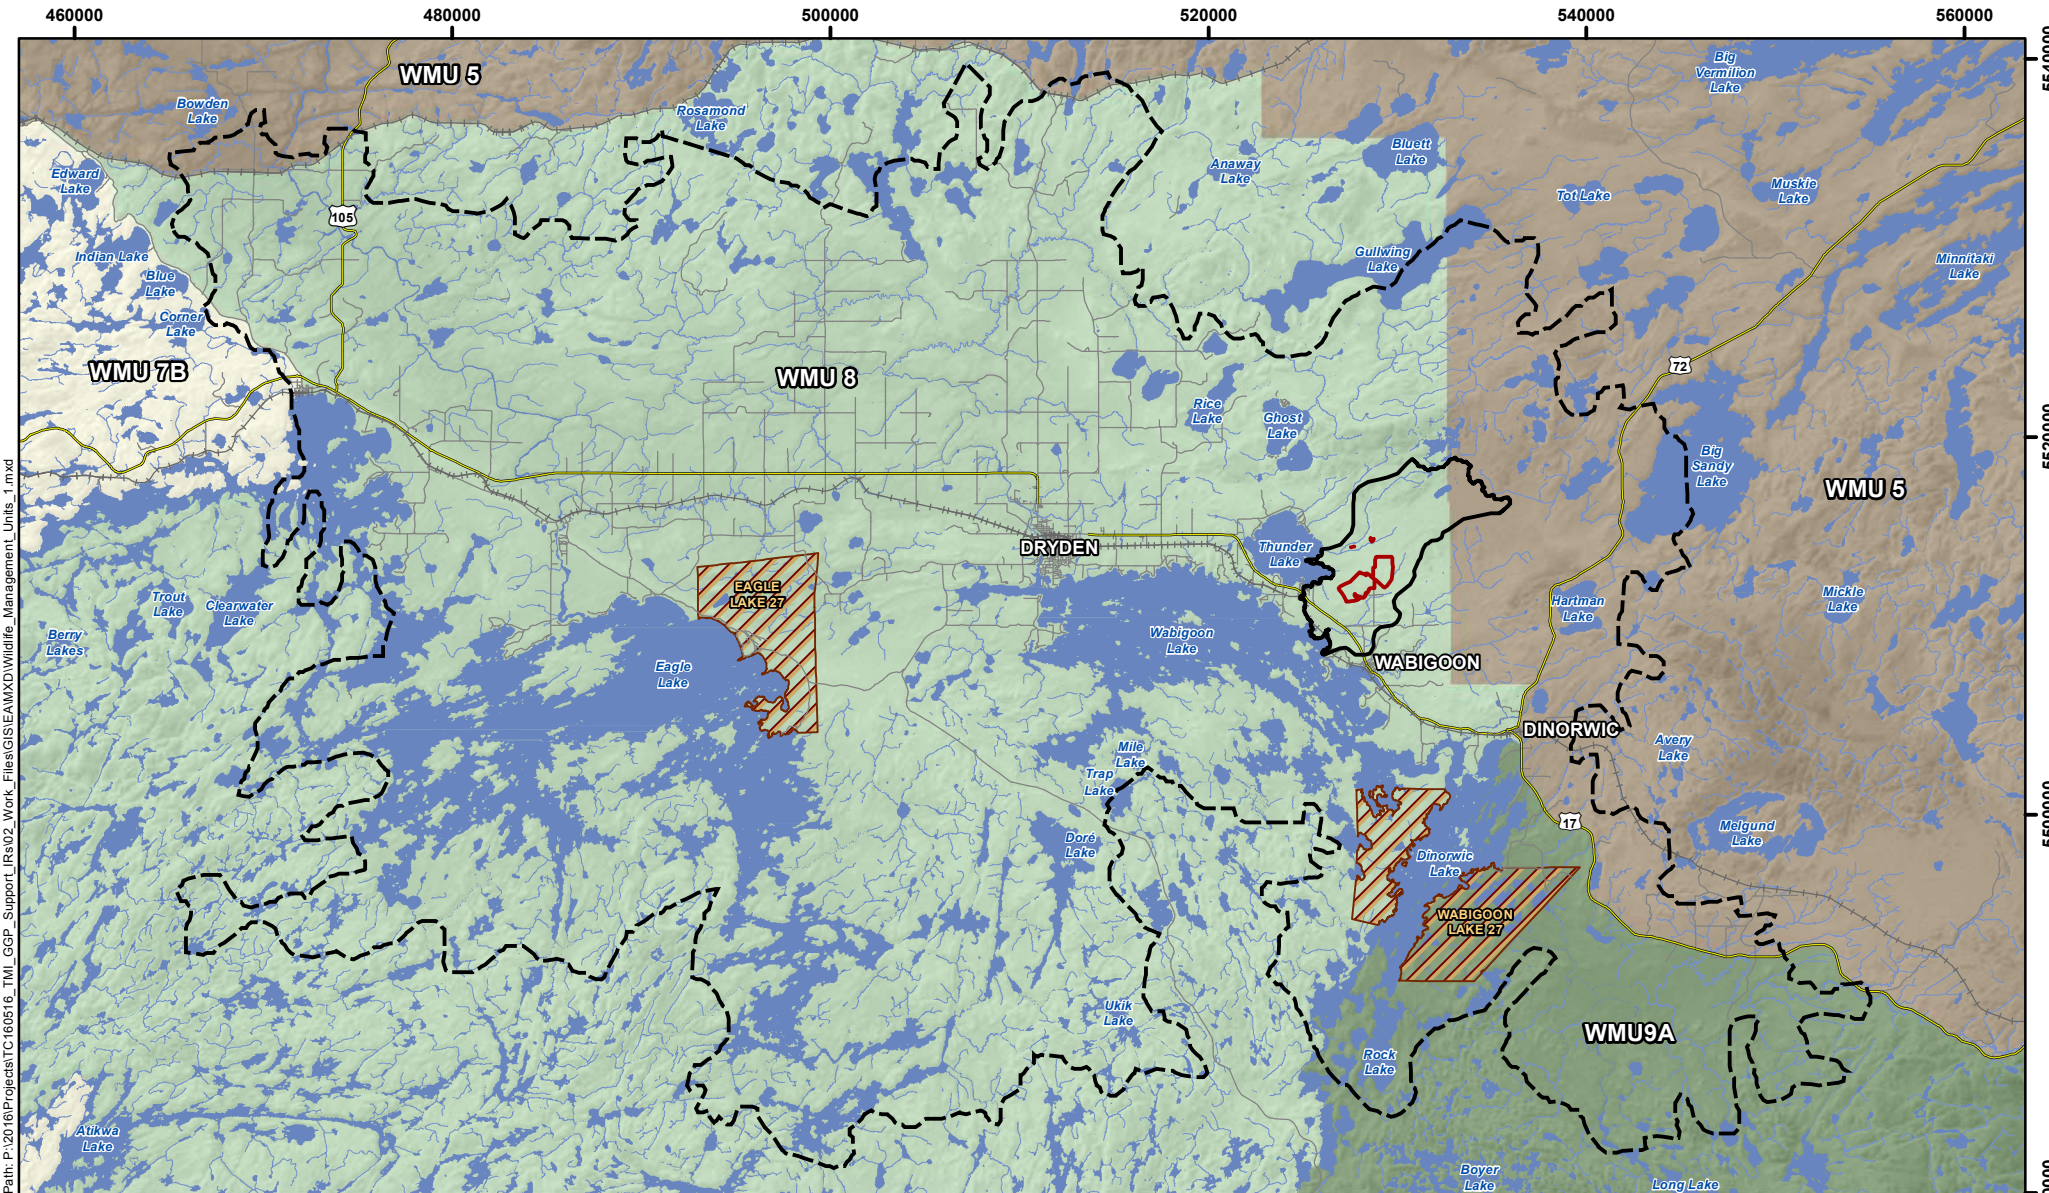 460000
480000
500000
520000
540000
560000
WMU 5
Big
Vermilion
Lake
Bowden
Lake
Rosamond
Lake
Bluett
Lake
Anaway
Lake
Edward
Lake
Muskie
Lake
Tot Lake
105
Indian Lake
Blue
Lake
Gullwing
Lake
Minnitaki
Lake
Corner
Lake
WMU 7B
WMU 8
72
Rice
Lake
Ghost
Lake
Big
Sandy
Lake
WMU 5
DRYDEN
Thunder
Lake
EAGLE
LAKE 27
Trout
Lake
Clearwater
Lake
Hartman
Lake
Mickle
Lake
Berry
Lakes
Wabigoon
Lake
Eagle
Lake
WABIGOON
DINORWIC
Avery
Lake
Mile
Lake
Trap
Lake
17
Melgund
Lake
Doré
Lake
Dinorwic
Lake
WABIGOON
LAKE 27
Ukik
Lake
WMU9A
Rock
Lake
Atikwa
Lake
Boyer
Lake
Long Lake
5520000
5500000
Path: P:\2016\Projects\TC160516_TMI_GGP_Support_IRs\02_Work_Files\GIS\EA\MXD\Wildlife_Management_Units_1.mxd